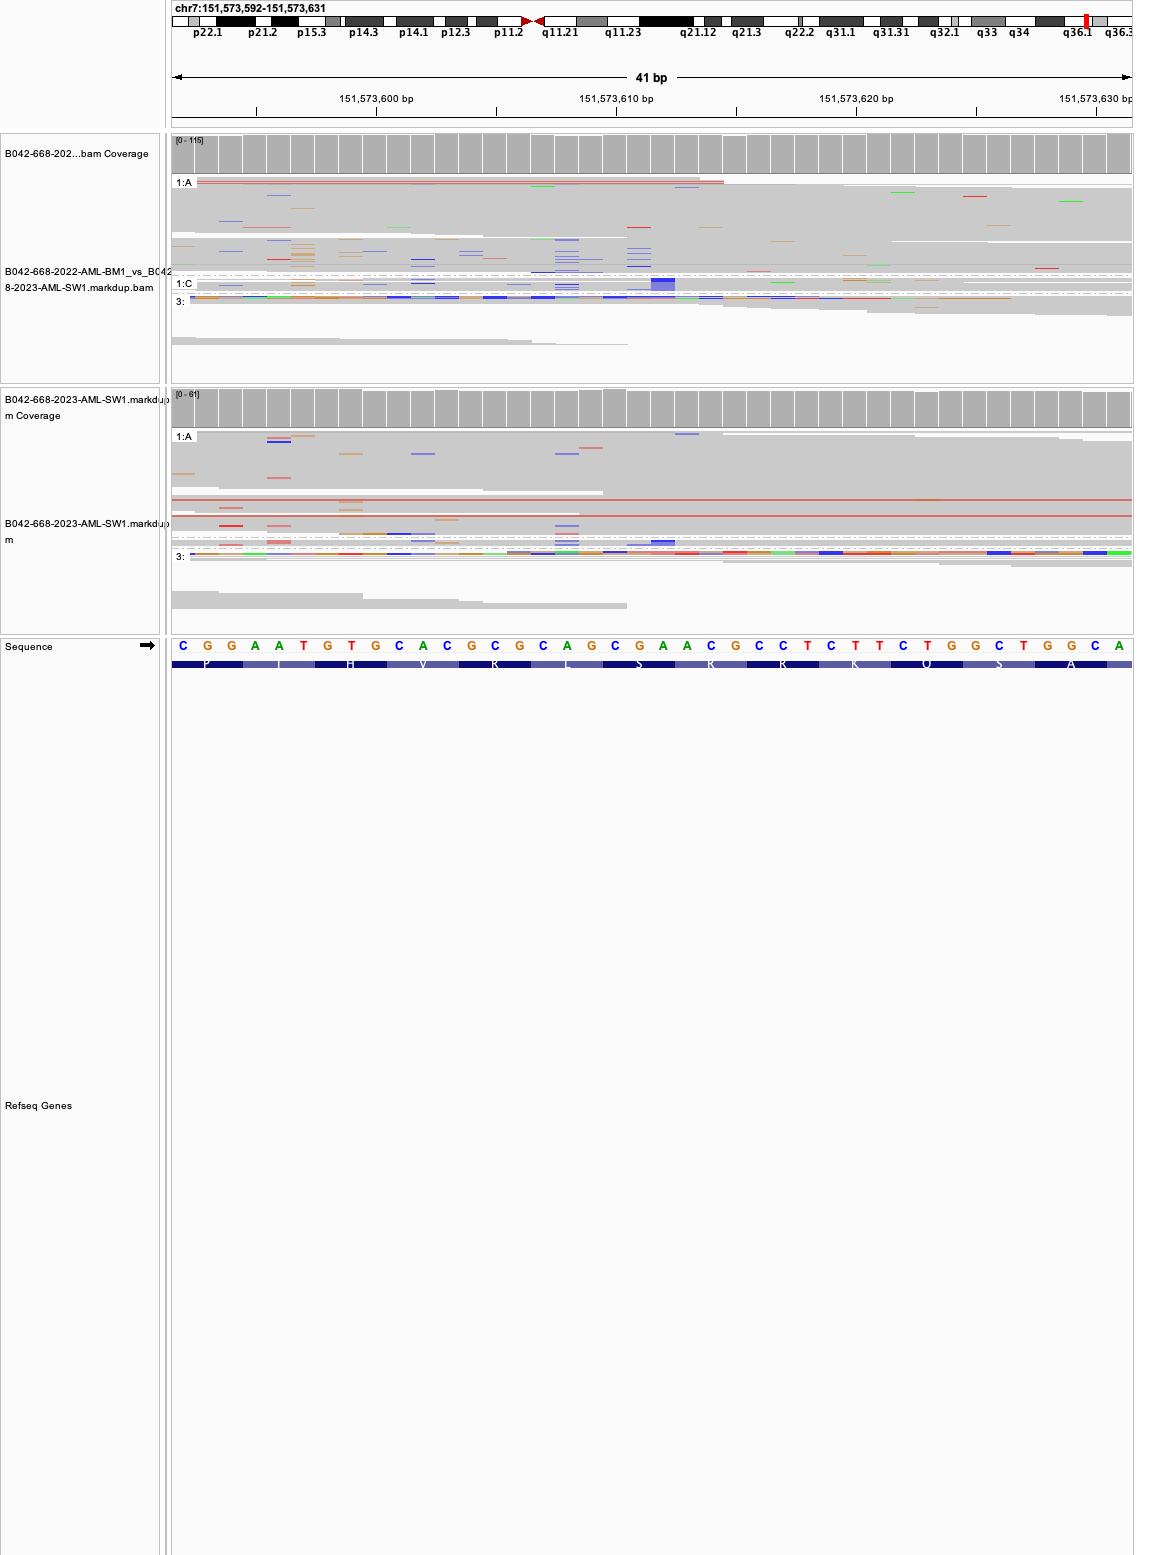 chr7:151,573,592-151,573,631
p22.1 p21.2 p15.3 p14.3 p14.1 p12.3 p11.2 q11.21 q11.23 q21.12 q21.3 q22.2 q31.1 q31.31 q32.1 q33 q34 q36.1 q36.3
41 bp
151,573,600 bp 151,573,610 bp 151,573,620 bp 151,573,630 bp
[0 - 115]
B042-668-202...bam Coverage
1:A
B042-668-2022-AML-BM1_vs_B042
8-2023-AML-SW1.markdup.bam
1:C
3:
[0 - 61]
B042-668-2023-AML-SW1.markdup
m Coverage
1:A
B042-668-2023-AML-SW1.markdup
m
3:
Sequence C G G A A T G T G C A C G C G C A G C G A A C G C C T C T T C T G G C T G G C A
P I H V R L S R R K Q S A
Refseq Genes